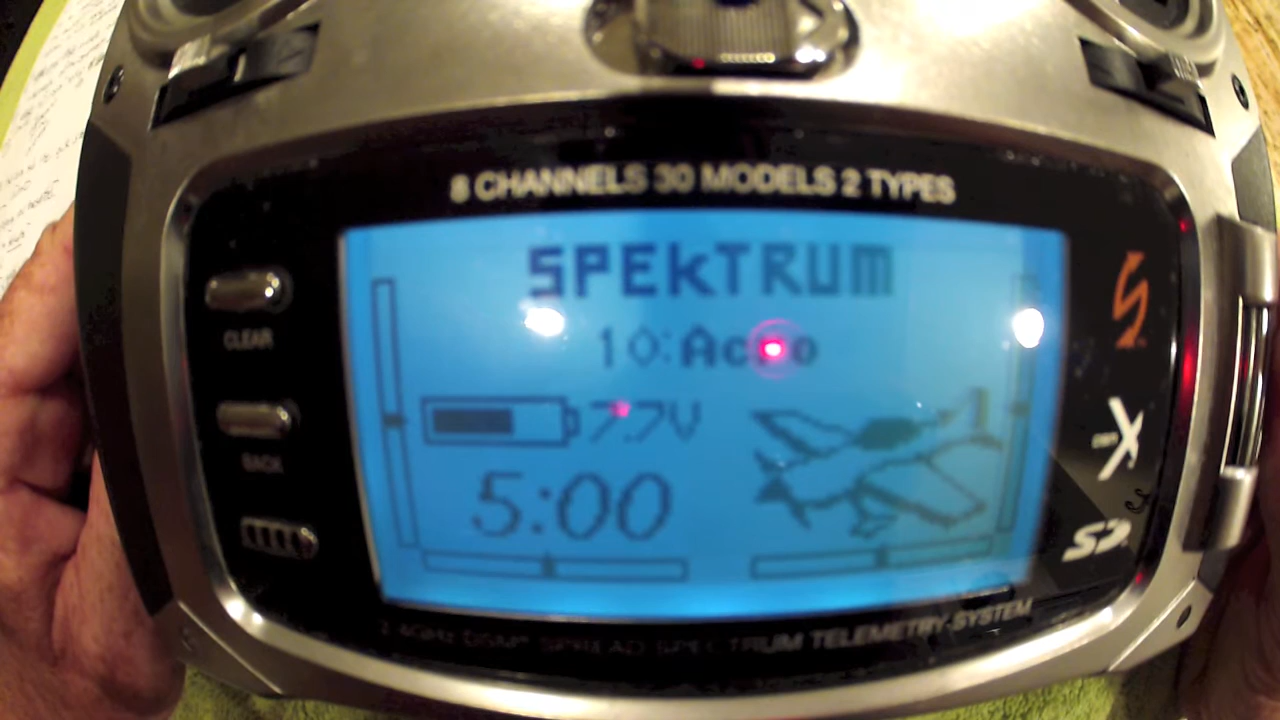 8 CHANNELS 30 MODELS 2 TYPES
SPEKTRUM
10:Acro
7.7V
5:00
CLEAR
BACK
X
SD
2.4GHz DSM SPREAD SPECTRUM TELEMETRY-SYSTEM